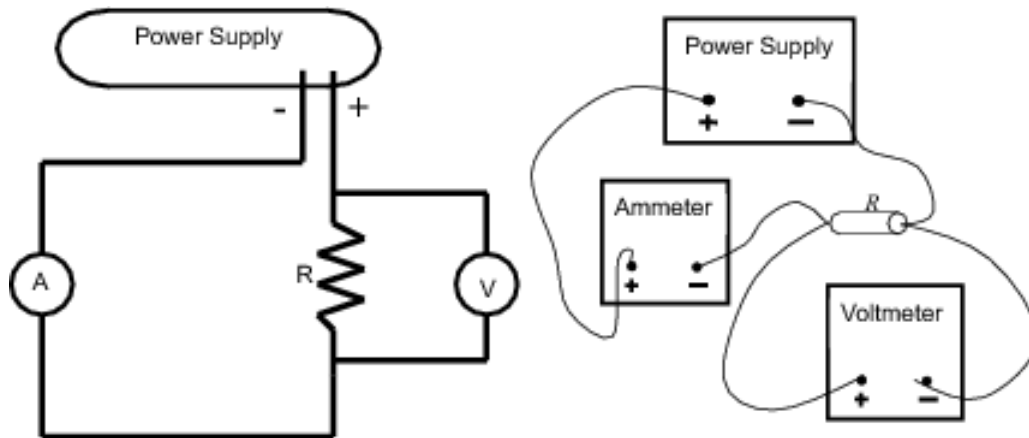 Power Supply
- +
A
R
V
Power Supply
+ −
Ammeter
+ −
R
Voltmeter
+ −